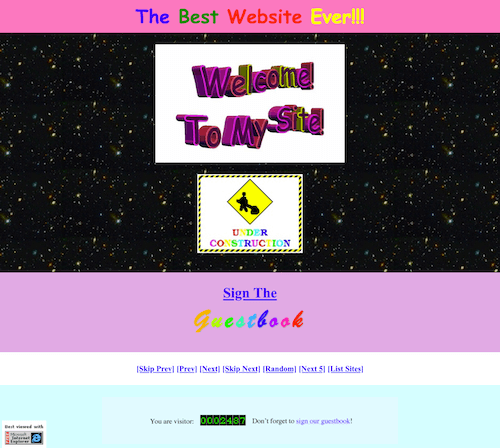 The Best Website Ever!!!
Welcome!
To My Site!
UNDER
CONSTRUCTION
Sign The
Guestbook
[Skip Prev] [Prev] [Next] [Skip Next] [Random] [Next 5] [List Sites]
You are visitor: 0002487 Don't forget to sign our guestbook!
Best viewed with
Microsoft
Internet
Explorer